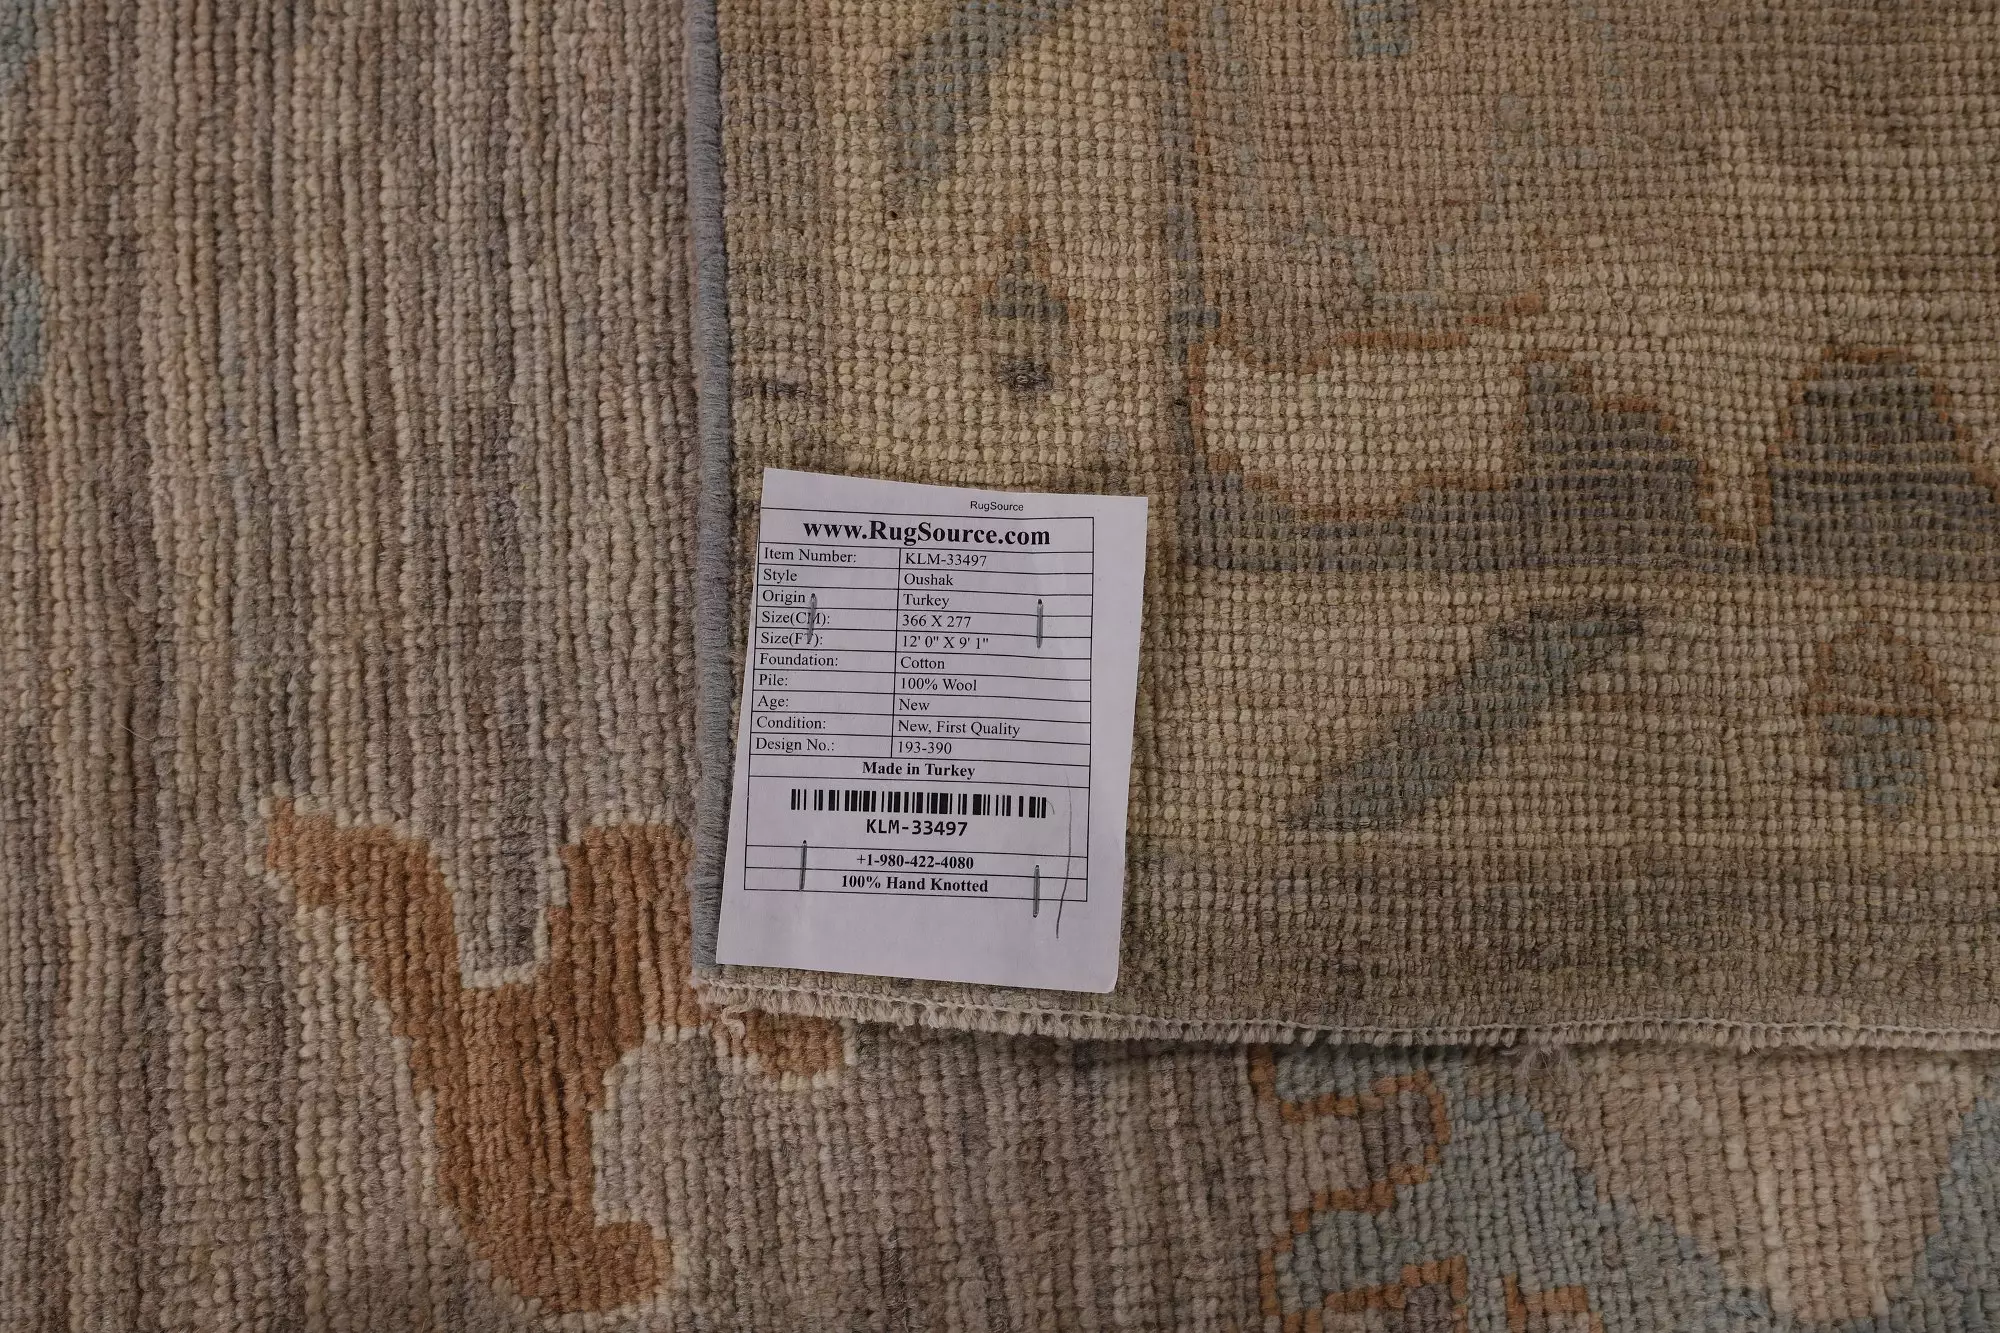 RugSource
www.RugSource.com
Item Number: KLM-33497
Style Oushak
Origin Turkey
Size(CM): 366 X 277
Size(FT): 12' 0" X 9' 1"
Foundation: Cotton
Pile: 100% Wool
Age: New
Condition: New, First Quality
Design No.: 193-390
Made in Turkey
KLM-33497
+1-980-422-4080
100% Hand Knotted